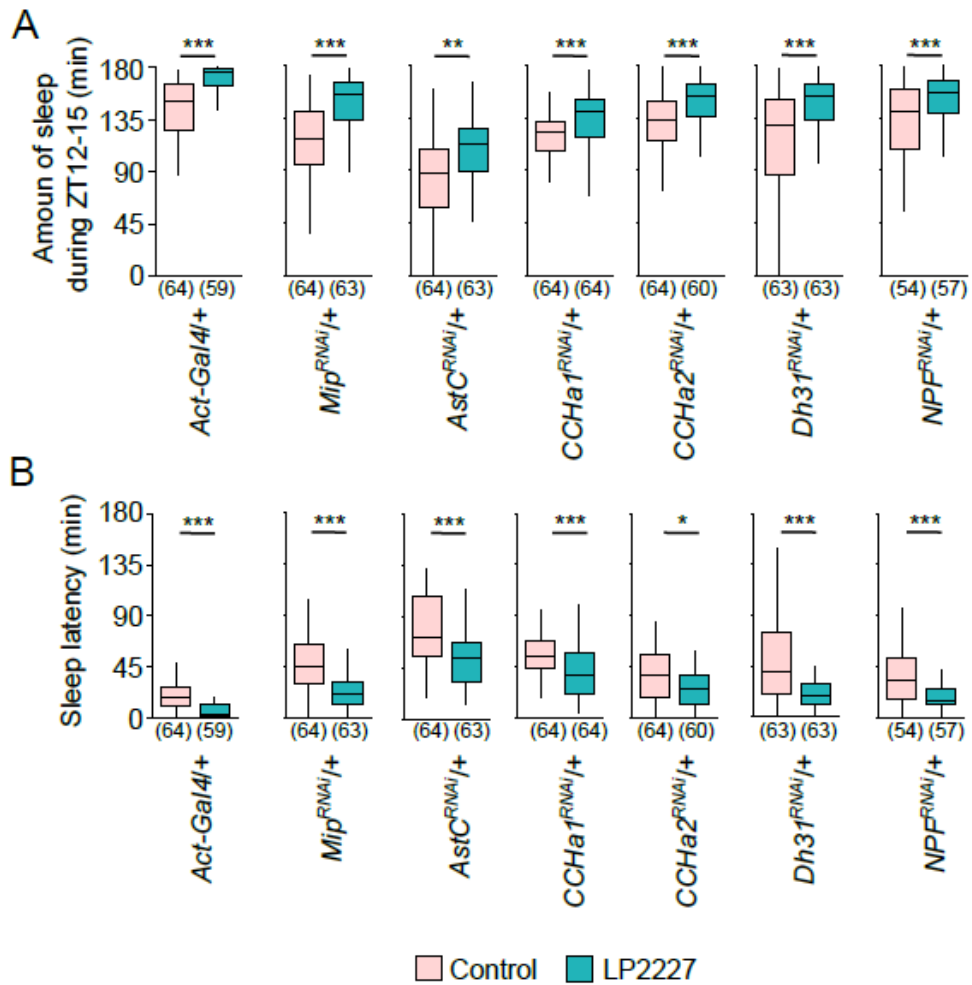 A
Amoun of sleep
during ZT12-15 (min)
180
135
90
45
0
*** *** ** *** *** *** ***
(64) (59) (64) (63) (64) (63) (64) (64) (64) (60) (63) (63) (54) (57)
Act-Gal4/+
Mip^RNAi/+
AstC^RNAi/+
CCHa1^RNAi/+
CCHa2^RNAi/+
Dh31^RNAi/+
NPF^RNAi/+
B
Sleep latency (min)
180
135
90
45
0
*** *** *** *** * *** ***
(64) (59) (64) (63) (64) (63) (64) (64) (64) (60) (63) (63) (54) (57)
Act-Gal4/+
Mip^RNAi/+
AstC^RNAi/+
CCHa1^RNAi/+
CCHa2^RNAi/+
Dh31^RNAi/+
NPF^RNAi/+
Control LP2227